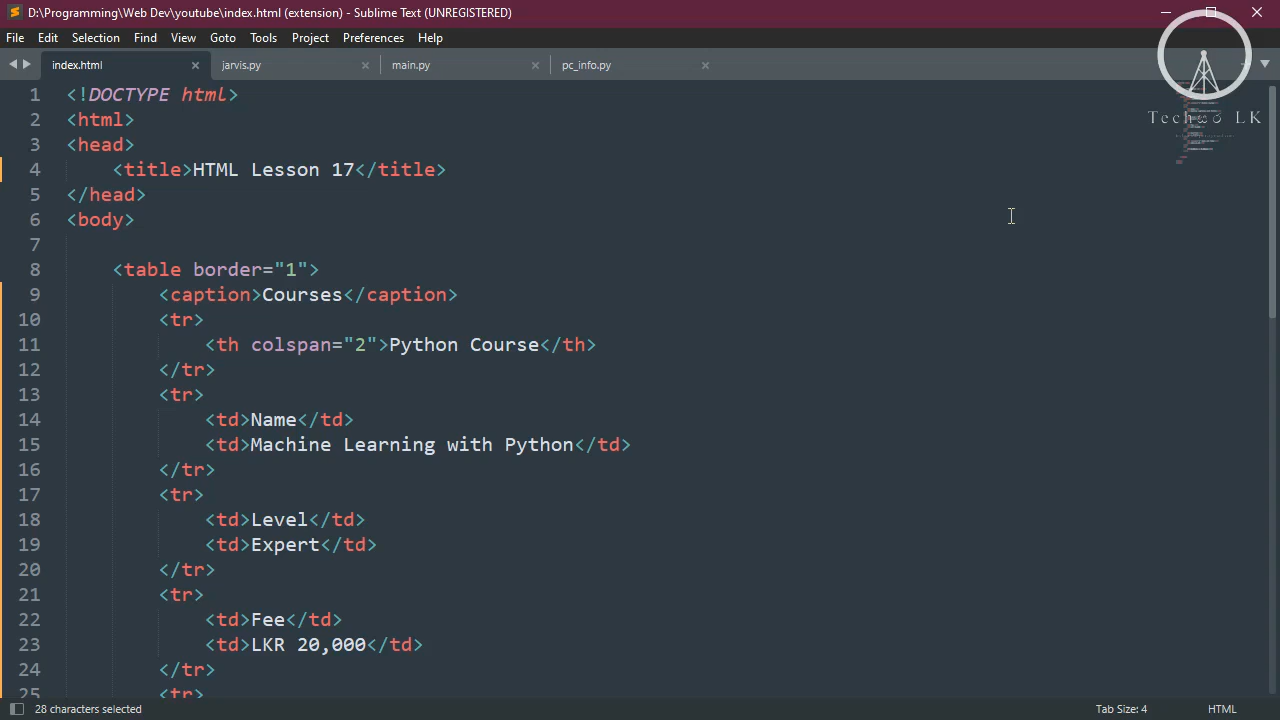 D:\Programming\Web Dev\youtube\index.html (extension) - Sublime Text (UNREGISTERED)
File Edit Selection Find View Goto Tools Project Preferences Help
index.html jarvis.py main.py pc_info.py
LK
1 <!DOCTYPE html>
2 <html>
3 <head>
4 <title>HTML Lesson 17</title>
5 </head>
6 <body>
7
8 <table border="1">
9 <caption>Courses</caption>
10 <tr>
11 <th colspan="2">Python Course</th>
12 </tr>
13 <tr>
14 <td>Name</td>
15 <td>Machine Learning with Python</td>
16 </tr>
17 <tr>
18 <td>Level</td>
19 <td>Expert</td>
20 </tr>
21 <tr>
22 <td>Fee</td>
23 <td>LKR 20,000</td>
24 </tr>
25 <tr>
28 characters selected Tab Size: 4 HTML